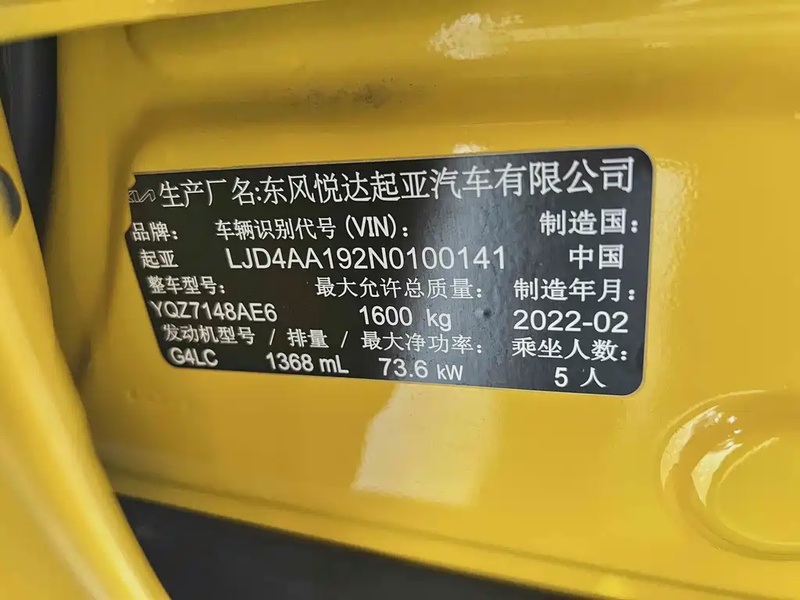 KIA 生产厂名:东风悦达起亚汽车有限公司
品牌: 车辆识别代号(VIN): 制造国:
起亚 LJD4AA192N0100141 中国
整车型号: 最大允许总质量: 制造年月:
YQZ7148AE6 1600 kg 2022-02
发动机型号 / 排量 / 最大净功率: 乘坐人数:
G4LC 1368 mL 73.6 kW 5 人